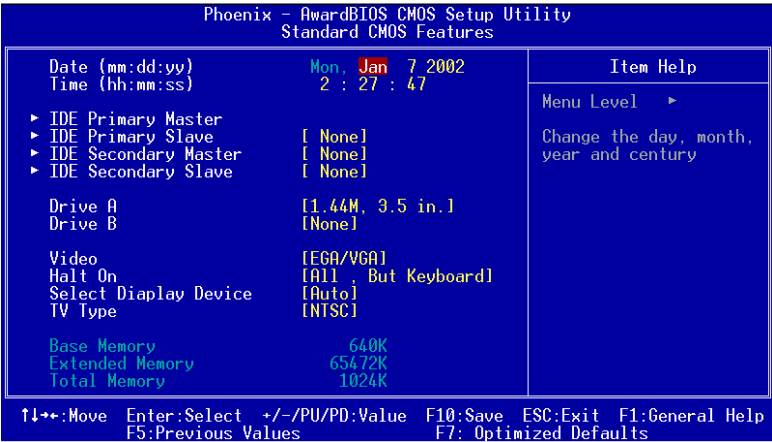 Phoenix - AwardBIOS CMOS Setup Utility
Standard CMOS Features
Date (mm:dd:yy) Mon, Jan 7 2002
Time (hh:mm:ss) 2 : 27 : 47
► IDE Primary Master
► IDE Primary Slave [ None]
► IDE Secondary Master [ None]
► IDE Secondary Slave [ None]
Drive A [1.44M, 3.5 in.]
Drive B [None]
Video [EGA/VGA]
Halt On [All , But Keyboard]
Select Diaplay Device [Auto]
TV Type [NTSC]
Base Memory 640K
Extended Memory 65472K
Total Memory 1024K
Item Help
Menu Level ►
Change the day, month,
year and century
↑↓→←:Move Enter:Select +/-/PU/PD:Value F10:Save ESC:Exit F1:General Help
F5:Previous Values F7: Optimized Defaults